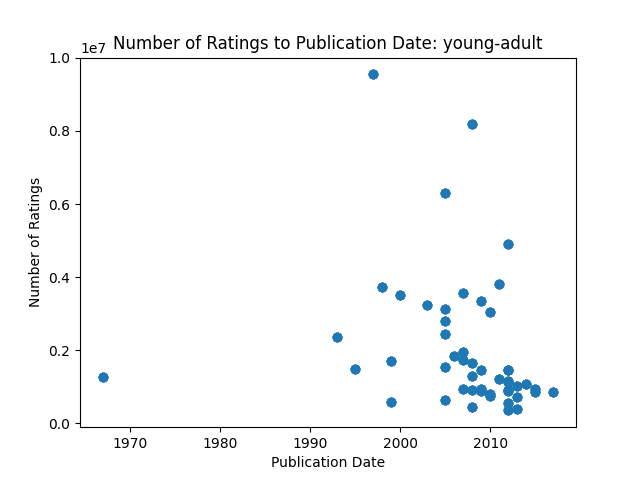 Number of Ratings to Publication Date: young-adult
1e7
1.0
0.8
0.6
0.4
0.2
0.0
Number of Ratings
1970 1980 1990 2000 2010
Publication Date